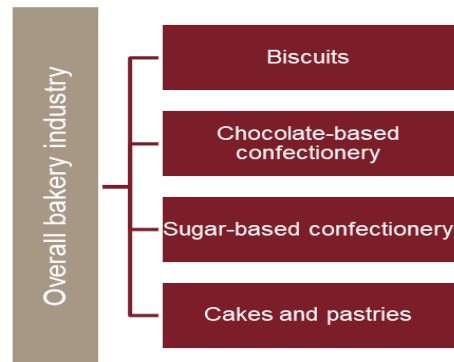 Overall bakery industry
Biscuits
Chocolate-based
confectionery
Sugar-based confectionery
Cakes and pastries